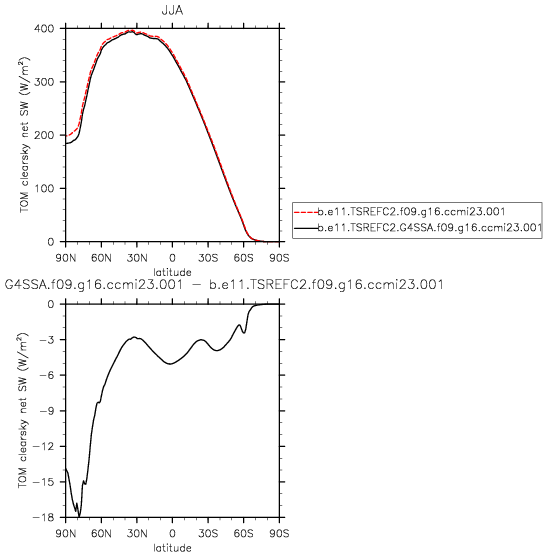 JJA
TOM clearsky net SW (W/m²)
400
300
200
100
0
90N 60N 30N 0 30S 60S 90S
latitude
b.e11.TSREFC2.f09.g16.ccmi23.001
b.e11.TSREFC2.G4SSA.f09.g16.ccmi23.001
G4SSA.f09.g16.ccmi23.001 − b.e11.TSREFC2.f09.g16.ccmi23.001
TOM clearsky net SW (W/m²)
0
−3
−6
−9
−12
−15
−18
90N 60N 30N 0 30S 60S 90S
latitude